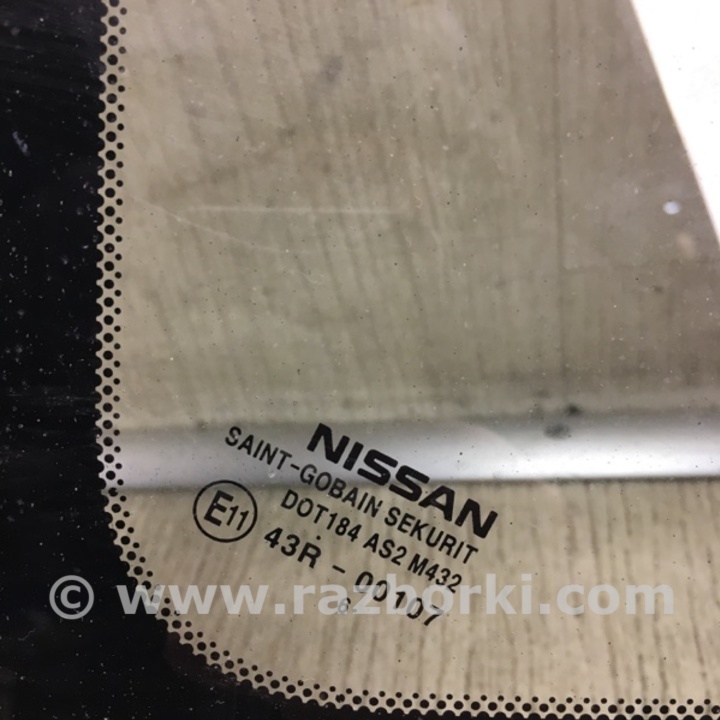 NISSAN
SAINT-GOBAIN SEKURIT
DOT184 AS2 M432
E11 43R - 00107
© www.razborki.com